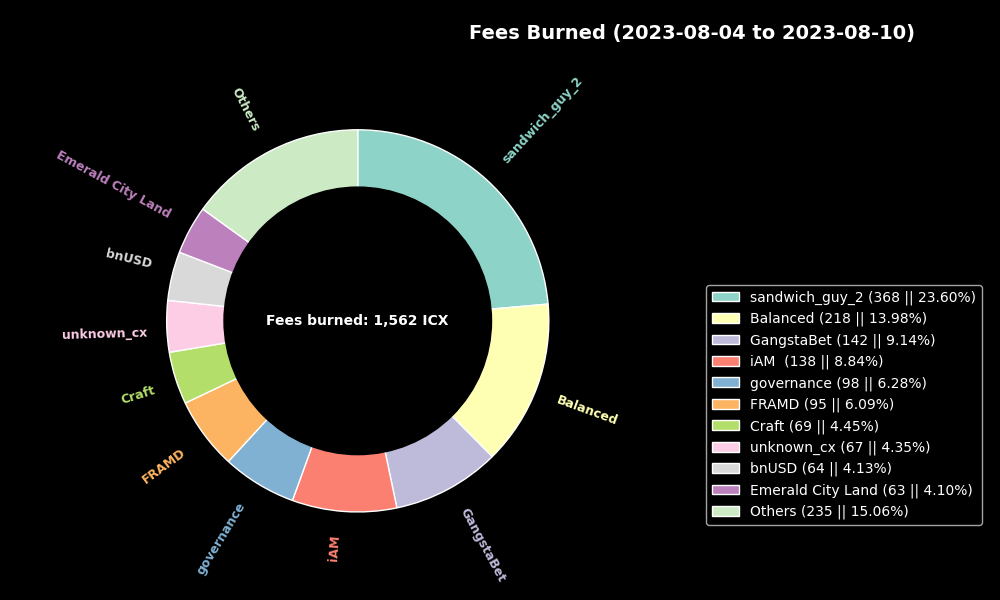 Fees Burned (2023-08-04 to 2023-08-10)
sandwich_guy_2
Others
Emerald City Land
bnUSD
unknown_cx
Craft
FRAMD
governance
iAM
GangstaBet
Balanced
Fees burned: 1,562 ICX
sandwich_guy_2 (368 || 23.60%)
Balanced (218 || 13.98%)
GangstaBet (142 || 9.14%)
iAM  (138 || 8.84%)
governance (98 || 6.28%)
FRAMD (95 || 6.09%)
Craft (69 || 4.45%)
unknown_cx (67 || 4.35%)
bnUSD (64 || 4.13%)
Emerald City Land (63 || 4.10%)
Others (235 || 15.06%)